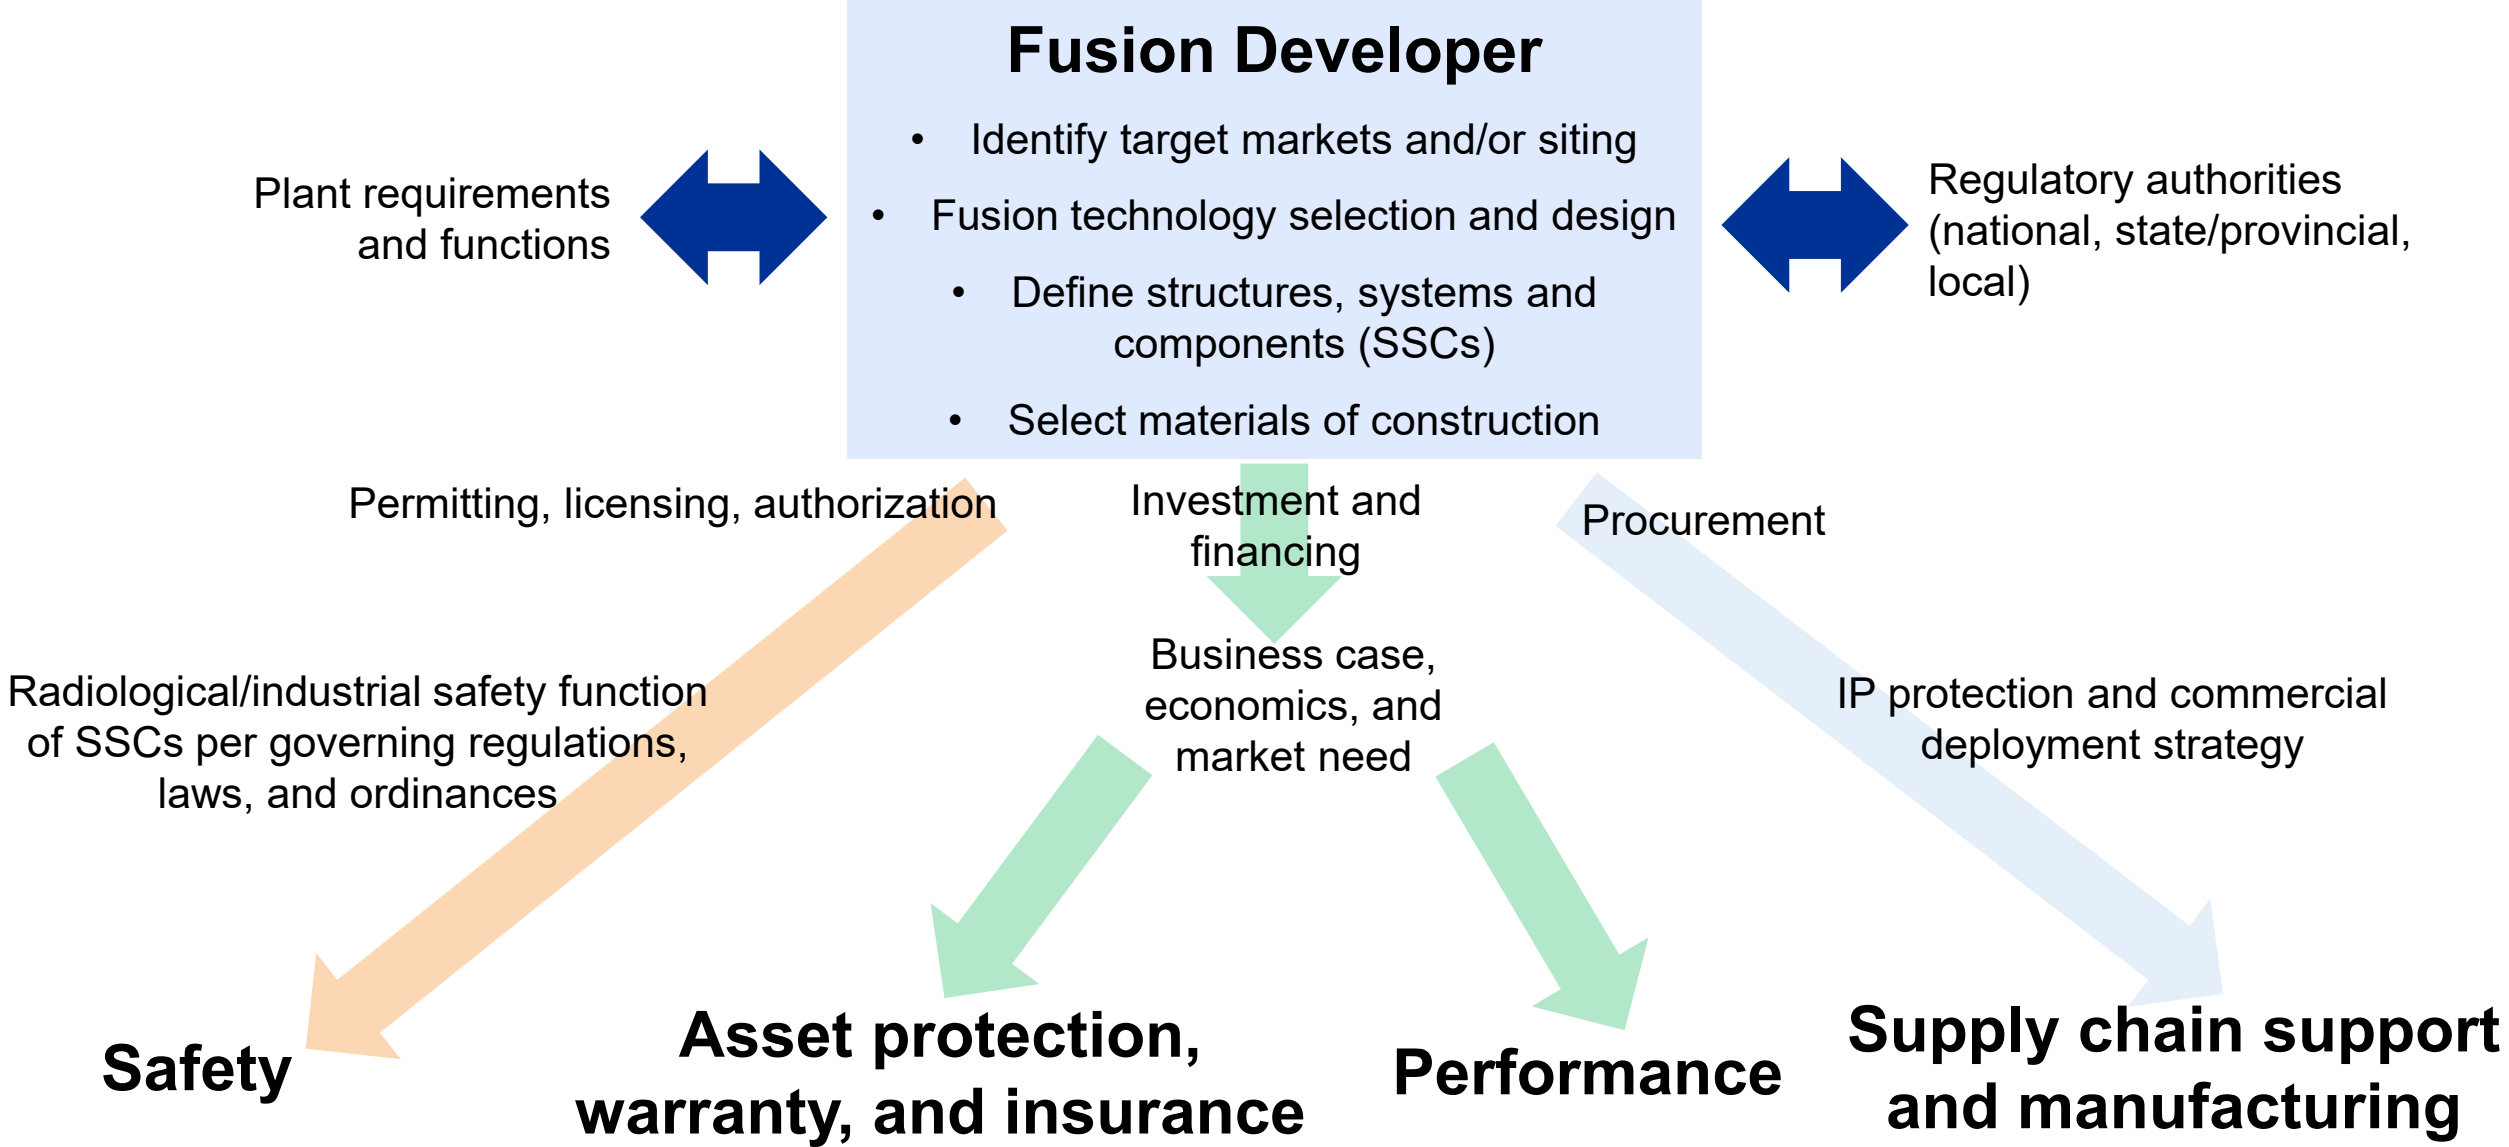 Fusion Developer
• Identify target markets and/or siting
• Fusion technology selection and design
• Define structures, systems and
components (SSCs)
• Select materials of construction
Plant requirements
and functions
Regulatory authorities
(national, state/provincial,
local)
Permitting, licensing, authorization
Investment and
financing
Procurement
Radiological/industrial safety function
of SSCs per governing regulations,
laws, and ordinances
Business case,
economics, and
market need
IP protection and commercial
deployment strategy
Safety
Asset protection,
warranty, and insurance
Performance
Supply chain support
and manufacturing